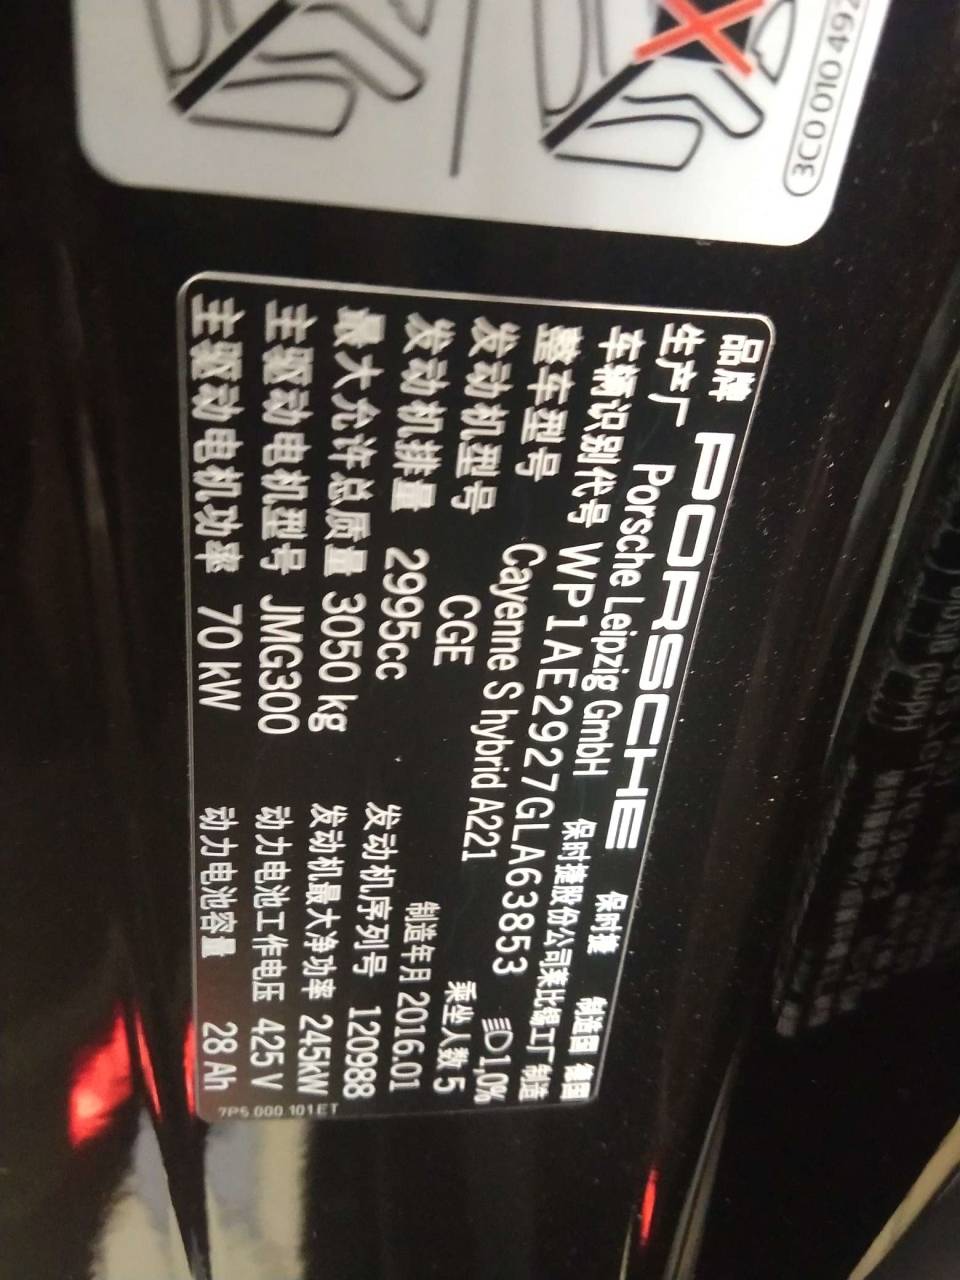 3C0 010 492
品牌 PORSCHE 保时捷 制造国 德国
生产厂 Porsche Leipzig GmbH 保时捷股份公司莱比锡工厂 制造
车辆识别代号 WP1AE2927GLA63853 1,0%
整车型号 Cayenne S hybrid A221 乘坐人数 5
发动机型号 CGE 制造年月 2016.01
发动机排量 2995cc 发动机序列号 120988
最大允许总质量 3050 kg 发动机最大净功率 245kW
主驱动电机型号 JMG300 动力电池工作电压 425 V
主驱动电机功率 70 kW 动力电池容量 28 Ah
7P5.000.101ET